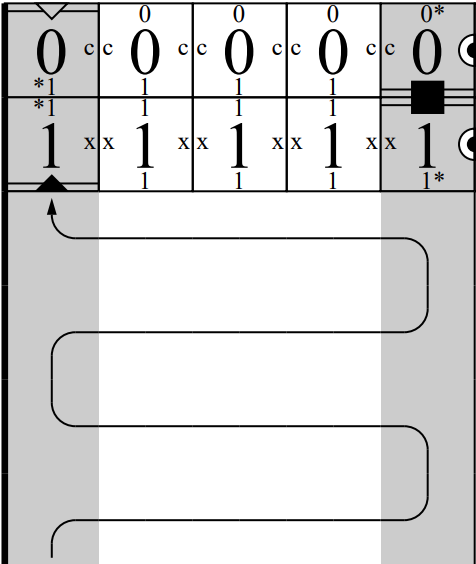 0 0 0 0*
0 c c 0 c c 0 c c 0 c c 0
*1 1 1 1
*1 1 1 1
1 x x 1 x x 1 x x 1 x x 1
1 1 1 1*